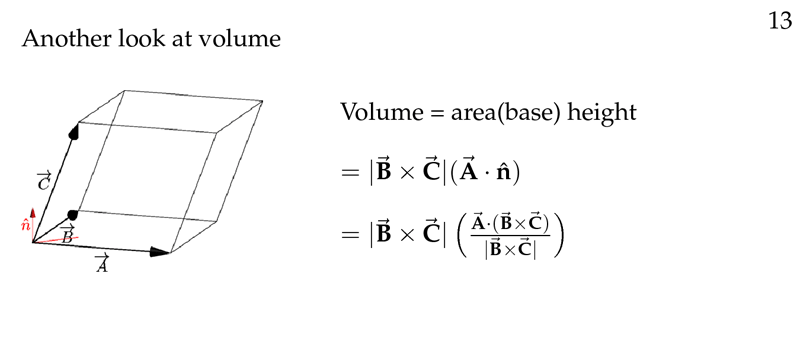 13
Another look at volume
Volume = area(base) height
= |B⃗ × C⃗|(A⃗ · n̂)
= |B⃗ × C⃗| (A⃗·(B⃗×C⃗) / |B⃗×C⃗|)
C⃗
n̂
B⃗
A⃗